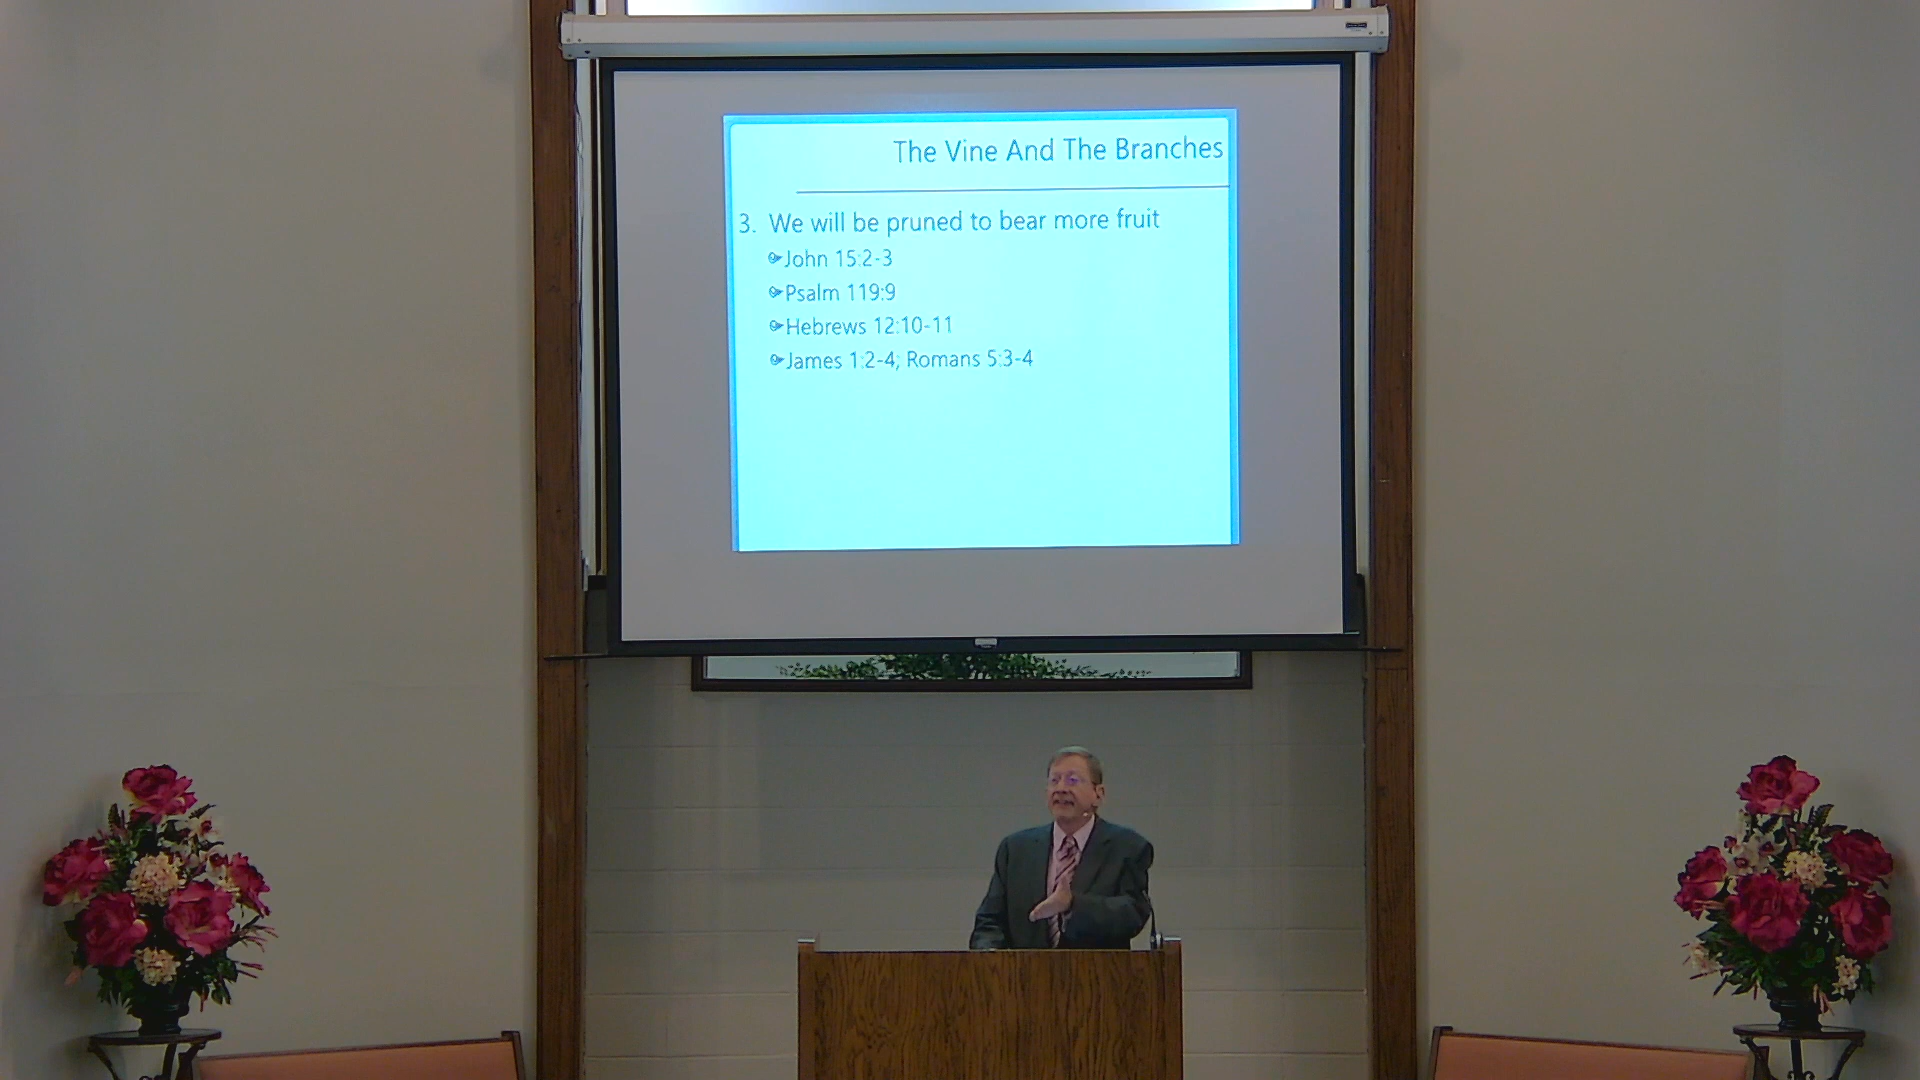 The Vine And The Branches
3. We will be pruned to bear more fruit
John 15:2-3
Psalm 119:9
Hebrews 12:10-11
James 1:2-4; Romans 5:3-4